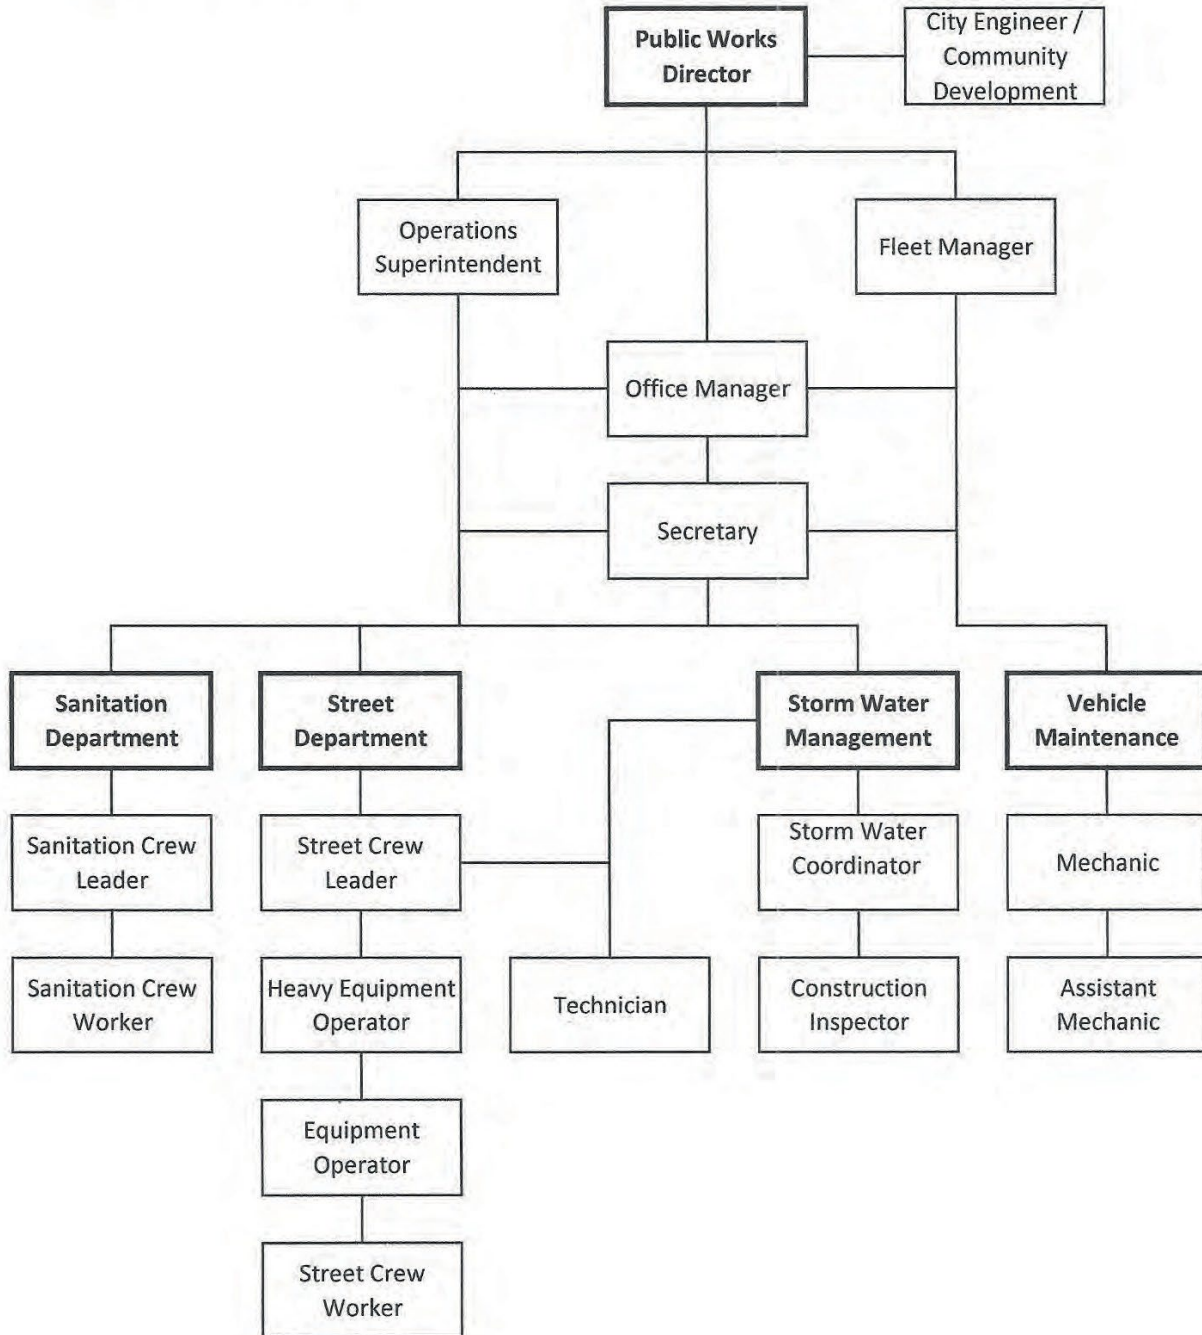 Public Works
Director
City Engineer /
Community
Development
Operations
Superintendent
Fleet Manager
Office Manager
Secretary
Sanitation
Department
Street
Department
Storm Water
Management
Vehicle
Maintenance
Sanitation Crew
Leader
Street Crew
Leader
Storm Water
Coordinator
Mechanic
Sanitation Crew
Worker
Heavy Equipment
Operator
Technician
Construction
Inspector
Assistant
Mechanic
Equipment
Operator
Street Crew
Worker